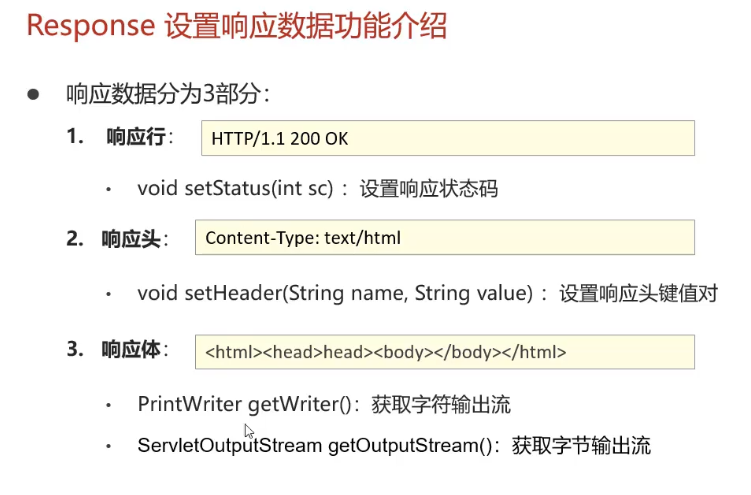 Response 设置响应数据功能介绍
● 响应数据分为3部分：
1. 响应行： HTTP/1.1 200 OK
• void setStatus(int sc) ：设置响应状态码
2. 响应头： Content-Type: text/html
• void setHeader(String name, String value) ：设置响应头键值对
3. 响应体： <html><head>head><body></body></html>
• PrintWriter getWriter()：获取字符输出流
• ServletOutputStream getOutputStream()：获取字节输出流